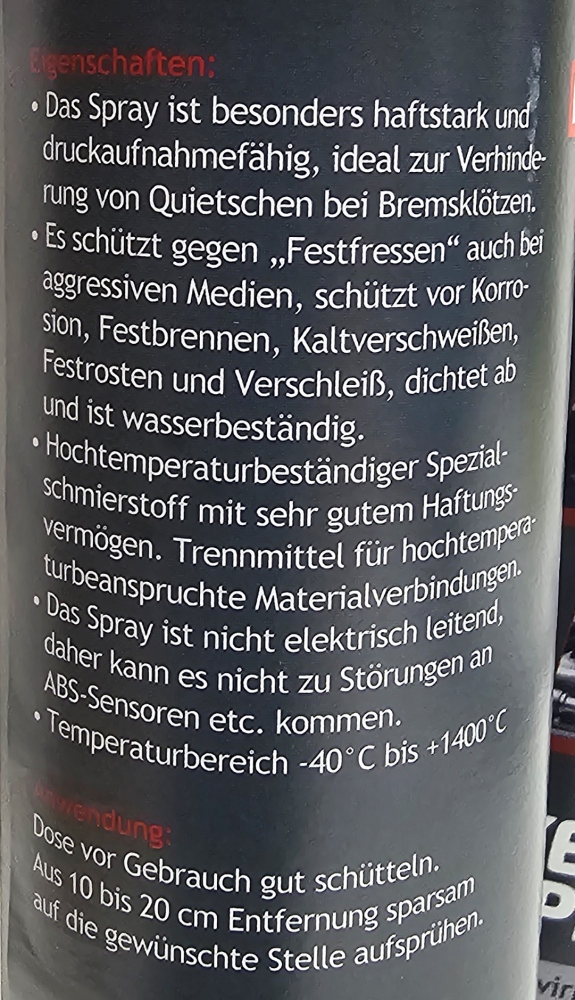 Eigenschaften:
• Das Spray ist besonders haftstark und
druckaufnahmefähig, ideal zur Verhinde-
rung von Quietschen bei Bremsklötzen.
• Es schützt gegen „Festfressen“ auch bei
aggressiven Medien, schützt vor Korro-
sion, Festbrennen, Kaltverschweißen,
Festrosten und Verschleiß, dichtet ab
und ist wasserbeständig.
• Hochtemperaturbeständiger Spezial-
schmierstoff mit sehr gutem Haftungs-
vermögen. Trennmittel für hochtempera-
turbeanspruchte Materialverbindungen.
• Das Spray ist nicht elektrisch leitend,
daher kann es nicht zu Störungen an
ABS-Sensoren etc. kommen.
• Temperaturbereich -40°C bis +1400°C
Anwendung:
Dose vor Gebrauch gut schütteln.
Aus 10 bis 20 cm Entfernung sparsam
auf die gewünschte Stelle aufsprühen.